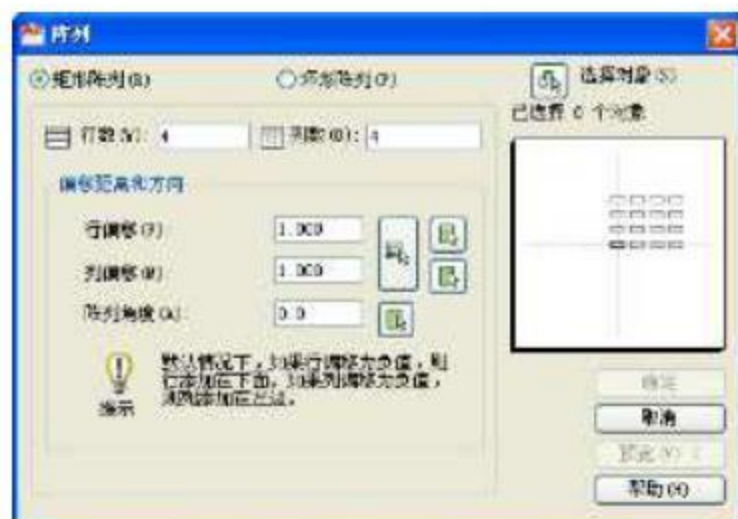 阵列
矩形阵列(R)
环形阵列(P)
选择对象(S)
已选择 0 个对象
行数(W): 4
列数(O): 4
偏移距离和方向
行偏移(F): 1.000
列偏移(M): 1.000
阵列角度(A): 0.0
默认情况下，如果行偏移为负值，则
行添加在下面。如果列偏移为负值，
则列添加在左边。
提示
确定
取消
预览(V) <
帮助(H)